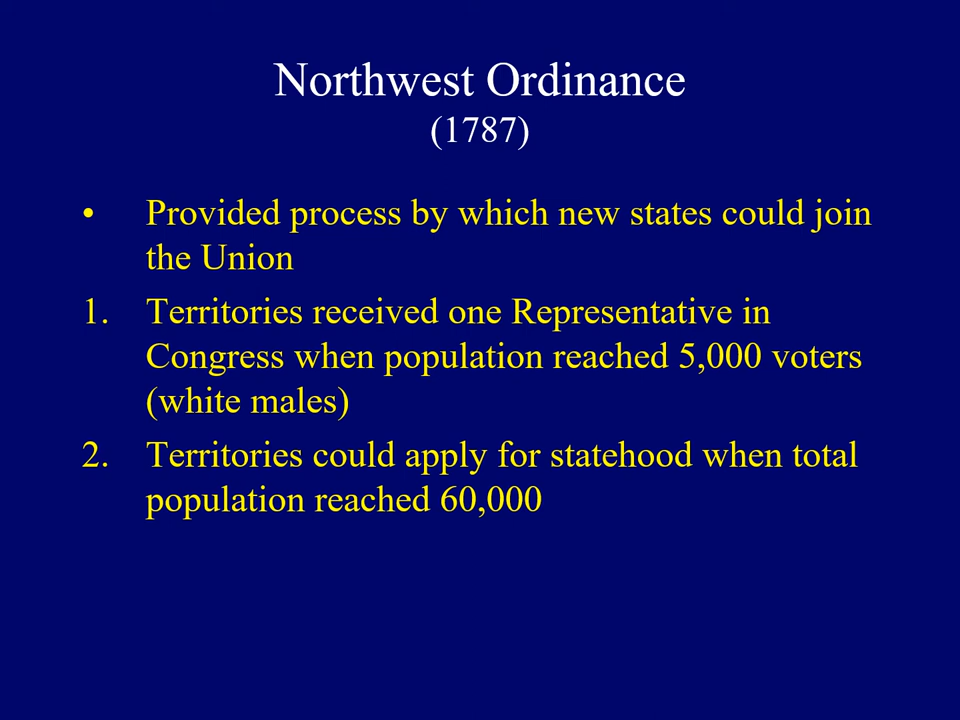 Northwest Ordinance
(1787)
• Provided process by which new states could join
the Union
1. Territories received one Representative in
Congress when population reached 5,000 voters
(white males)
2. Territories could apply for statehood when total
population reached 60,000